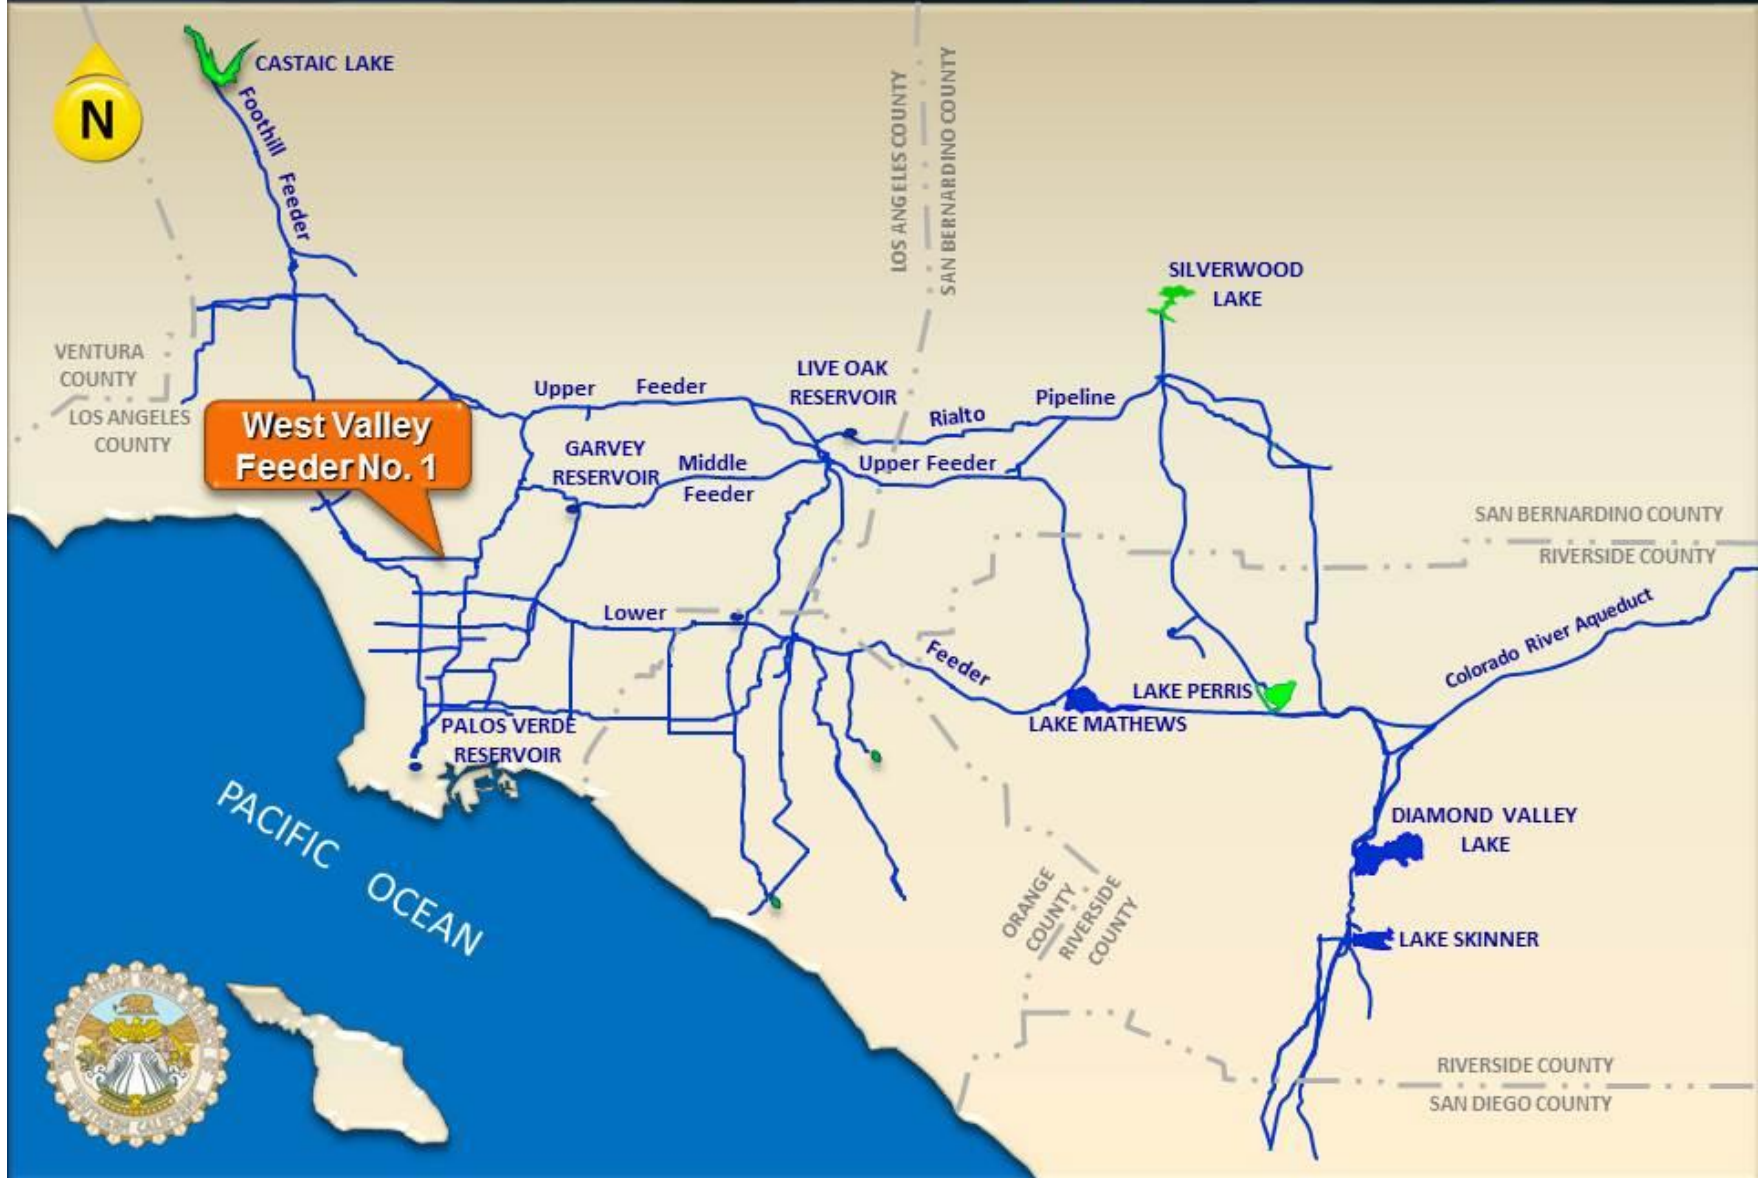 N
CASTAIC LAKE
Foothill Feeder
LOS ANGELES COUNTY
SAN BERNARDINO COUNTY
SILVERWOOD
LAKE
VENTURA
COUNTY
LOS ANGELES
COUNTY
West Valley
Feeder No. 1
Upper Feeder
LIVE OAK
RESERVOIR
Rialto Pipeline
GARVEY
RESERVOIR
Middle
Feeder
Upper Feeder
SAN BERNARDINO COUNTY
RIVERSIDE COUNTY
Lower Feeder
Colorado River Aqueduct
LAKE PERRIS
LAKE MATHEWS
PALOS VERDE
RESERVOIR
PACIFIC OCEAN
DIAMOND VALLEY
LAKE
ORANGE
COUNTY
RIVERSIDE
COUNTY
LAKE SKINNER
RIVERSIDE COUNTY
SAN DIEGO COUNTY